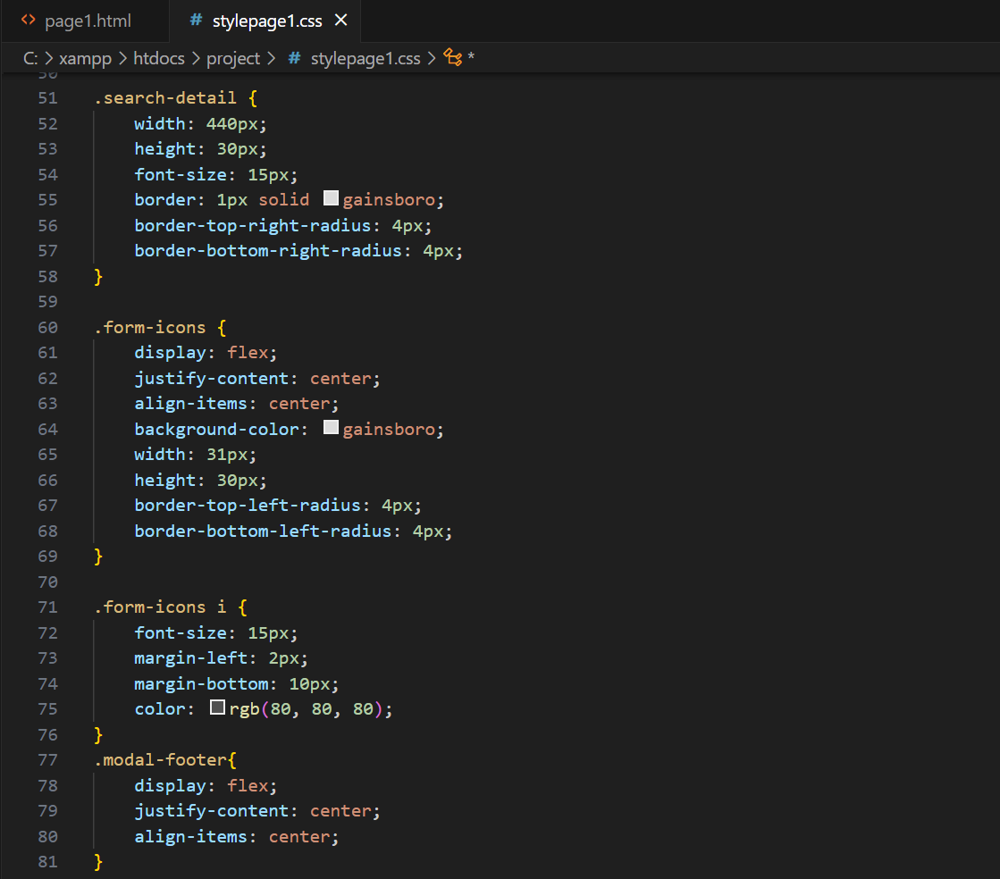 page1.html # stylepage1.css ✕
C: > xampp > htdocs > project > # stylepage1.css > *
50
51 .search-detail {
52     width: 440px;
53     height: 30px;
54     font-size: 15px;
55     border: 1px solid gainsboro;
56     border-top-right-radius: 4px;
57     border-bottom-right-radius: 4px;
58 }
59
60 .form-icons {
61     display: flex;
62     justify-content: center;
63     align-items: center;
64     background-color: gainsboro;
65     width: 31px;
66     height: 30px;
67     border-top-left-radius: 4px;
68     border-bottom-left-radius: 4px;
69 }
70
71 .form-icons i {
72     font-size: 15px;
73     margin-left: 2px;
74     margin-bottom: 10px;
75     color: rgb(80, 80, 80);
76 }
77 .modal-footer{
78     display: flex;
79     justify-content: center;
80     align-items: center;
81 }